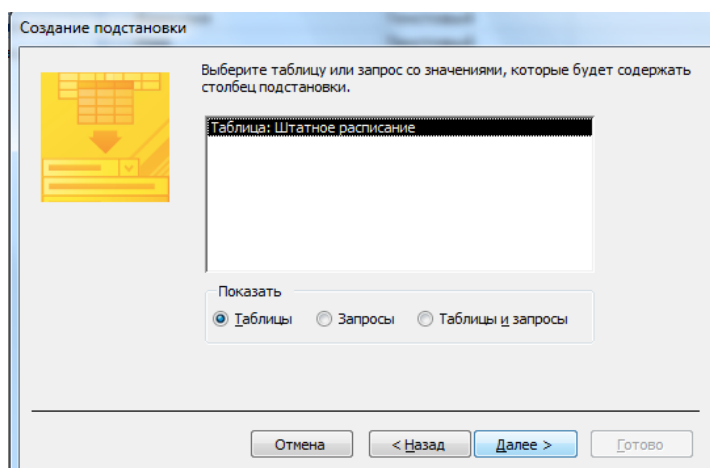 Создание подстановки
Выберите таблицу или запрос со значениями, которые будет содержать
столбец подстановки.
Таблица: Штатное расписание
Показать
Таблицы Запросы Таблицы и запросы
Отмена < Назад Далее > Готово